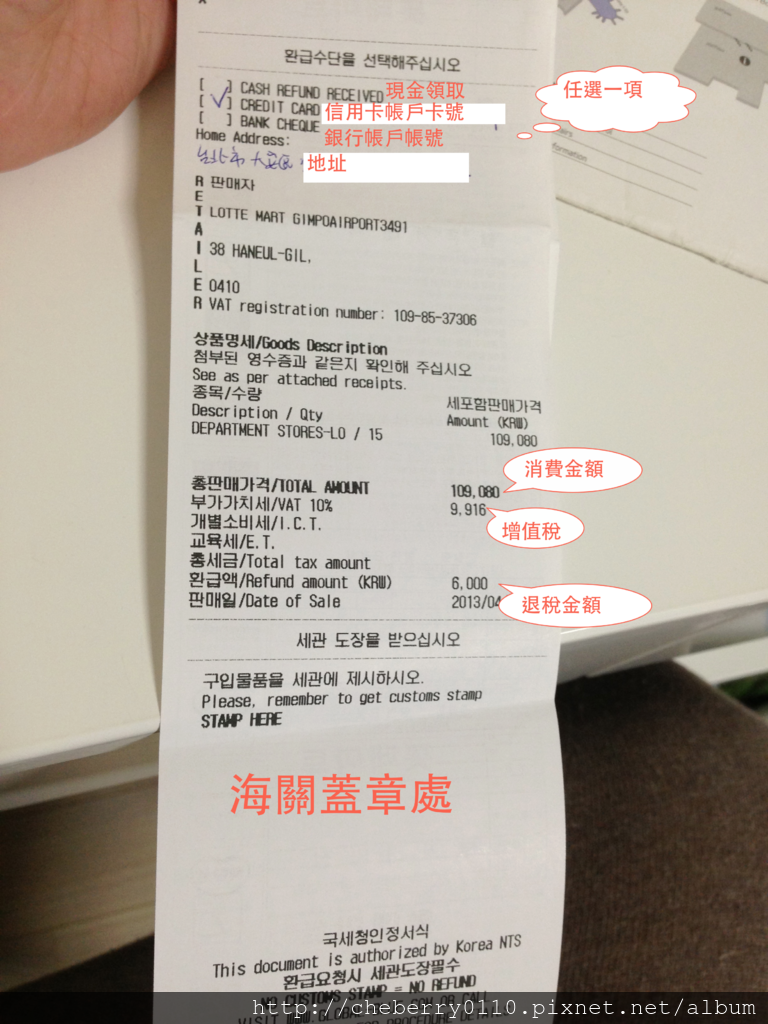 환급수단을 선택해주십시오
[ ] CASH REFUND RECEIVED 現金領取
任選一項
[✓] CREDIT CARD 信用卡帳戶卡號
[ ] BANK CHEQUE 銀行帳戶帳號
Home Address:
台北市 地址
R 판매자
E
T LOTTE MART GIMPOAIRPORT3491
A
I 38 HANEUL-GIL,
L
E 0410
R VAT registration number: 109-85-37306
상품명세/Goods Description
첨부된 영수증과 같은지 확인해 주십시오
See as per attached receipts.
종목/수량 세포함판매가격
Description / Qty Amount (KRW)
DEPARTMENT STORES-LO / 15 109,080
消費金額
총판매가격/TOTAL AMOUNT 109,080
부가가치세/VAT 10% 9,916
增值稅
개별소비세/I.C.T.
교육세/E.T.
총세금/Total tax amount
환급액/Refund amount (KRW) 6,000
退稅金額
판매일/Date of Sale 2013/04
세관 도장을 받으십시오
구입물품을 세관에 제시하시오.
Please, remember to get customs stamp
STAMP HERE
海關蓋章處
국세청인정서식
This document is authorized by Korea NTS
환급요청시 세관도장필수
NO CUSTOMS STAMP = NO REFUND
http://cheberry0110.pixnet.net/album